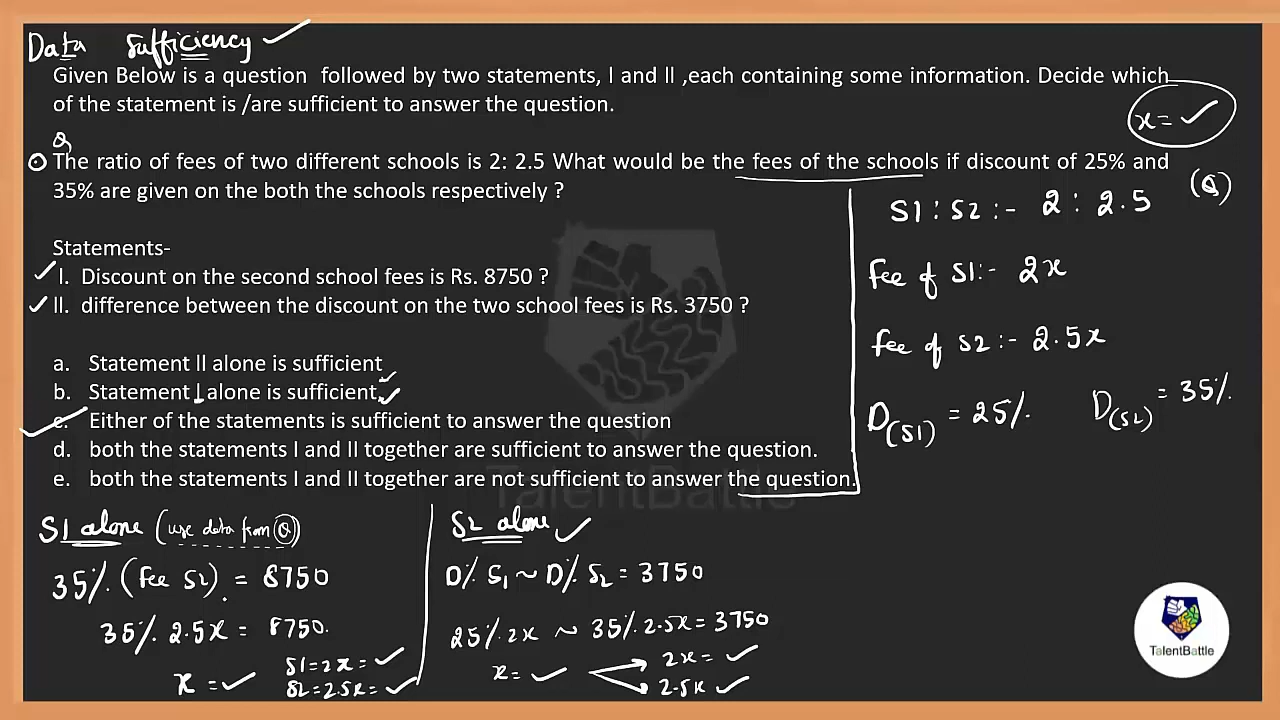 Data Sufficiency
Given Below is a question followed by two statements, I and II ,each containing some information. Decide which
of the statement is /are sufficient to answer the question.
x=
Q
The ratio of fees of two different schools is 2: 2.5 What would be the fees of the schools if discount of 25% and
35% are given on the both the schools respectively ?
(Q)
S1 : S2 :- 2 : 2.5
Statements-
I. Discount on the second school fees is Rs. 8750 ?
fee of S1:- 2x
II. difference between the discount on the two school fees is Rs. 3750 ?
fee of S2 :- 2.5x
a. Statement II alone is sufficient
b. Statement I alone is sufficient
c. Either of the statements is sufficient to answer the question
D(S1) = 25% D(S2) = 35%
d. both the statements I and II together are sufficient to answer the question.
e. both the statements I and II together are not sufficient to answer the question.
S1 alone (use data from Q)
35% (fee S2) = 8750
35% 2.5x = 8750.
x =
S1=2x =
S2=2.5x =
S2 alone
D% S1 ~ D% S2 = 3750
25% 2x ~ 35% 2.5x = 3750
x=
2x =
2.5x
TalentBattle
TalentBattle